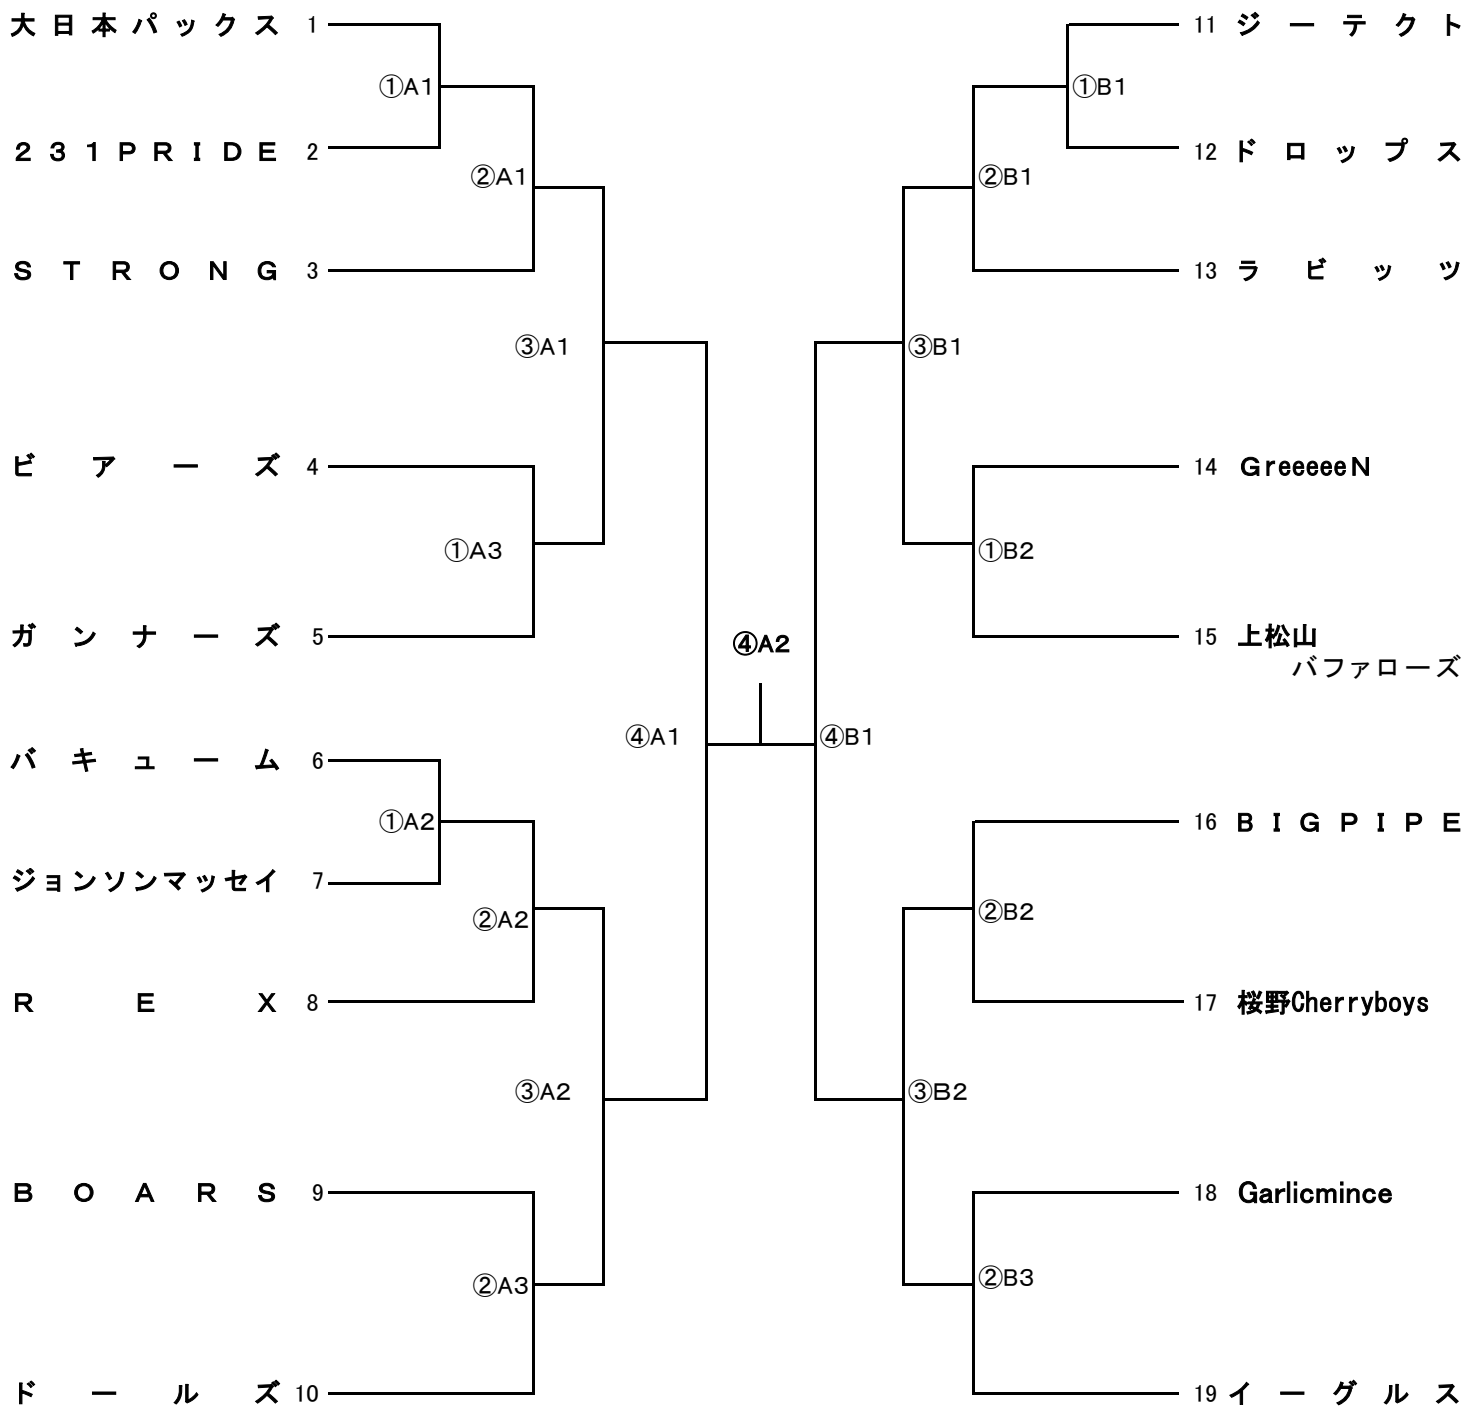 大日本パックス 1
①A1
２３１ＰＲＩＤＥ 2
②A1
ＳＴＲＯＮＧ 3
③A1
ビアーズ 4
①A3
ガンナーズ 5
④A1
バキューム 6
①A2
ジョンソンマッセイ 7
②A2
ＲＥＸ 8
③A2
ＢＯＡＲＳ 9
②A3
ドールズ 10
④A2
11 ジーテクト
①B1
12 ドロップス
②B1
13 ラビッツ
③B1
14 GreeeeeN
①B2
15 上松山
バファローズ
④B1
16 ＢＩＧＰＩＰＥ
②B2
17 桜野Cherryboys
③B2
18 Garlicmince
②B3
19 イーグルス